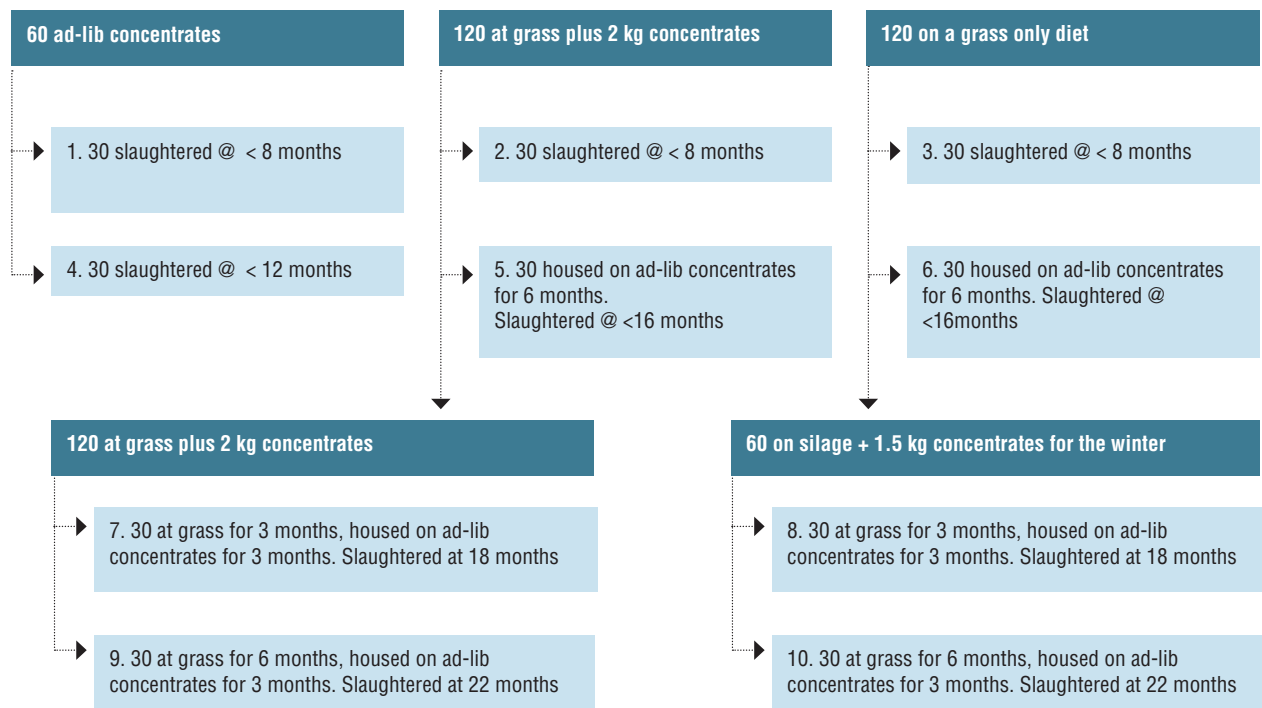 60 ad-lib concentrates
120 at grass plus 2 kg concentrates
120 on a grass only diet
1. 30 slaughtered @ < 8 months
2. 30 slaughtered @ < 8 months
3. 30 slaughtered @ < 8 months
4. 30 slaughtered @ < 12 months
5. 30 housed on ad-lib concentrates
for 6 months.
Slaughtered @ <16 months
6. 30 housed on ad-lib concentrates
for 6 months. Slaughtered @
<16months
120 at grass plus 2 kg concentrates
60 on silage + 1.5 kg concentrates for the winter
7. 30 at grass for 3 months, housed on ad-lib
concentrates for 3 months. Slaughtered at 18 months
8. 30 at grass for 3 months, housed on ad-lib
concentrates for 3 months. Slaughtered at 18 months
9. 30 at grass for 6 months, housed on ad-lib
concentrates for 3 months. Slaughtered at 22 months
10. 30 at grass for 6 months, housed on ad-lib
concentrates for 3 months. Slaughtered at 22 months